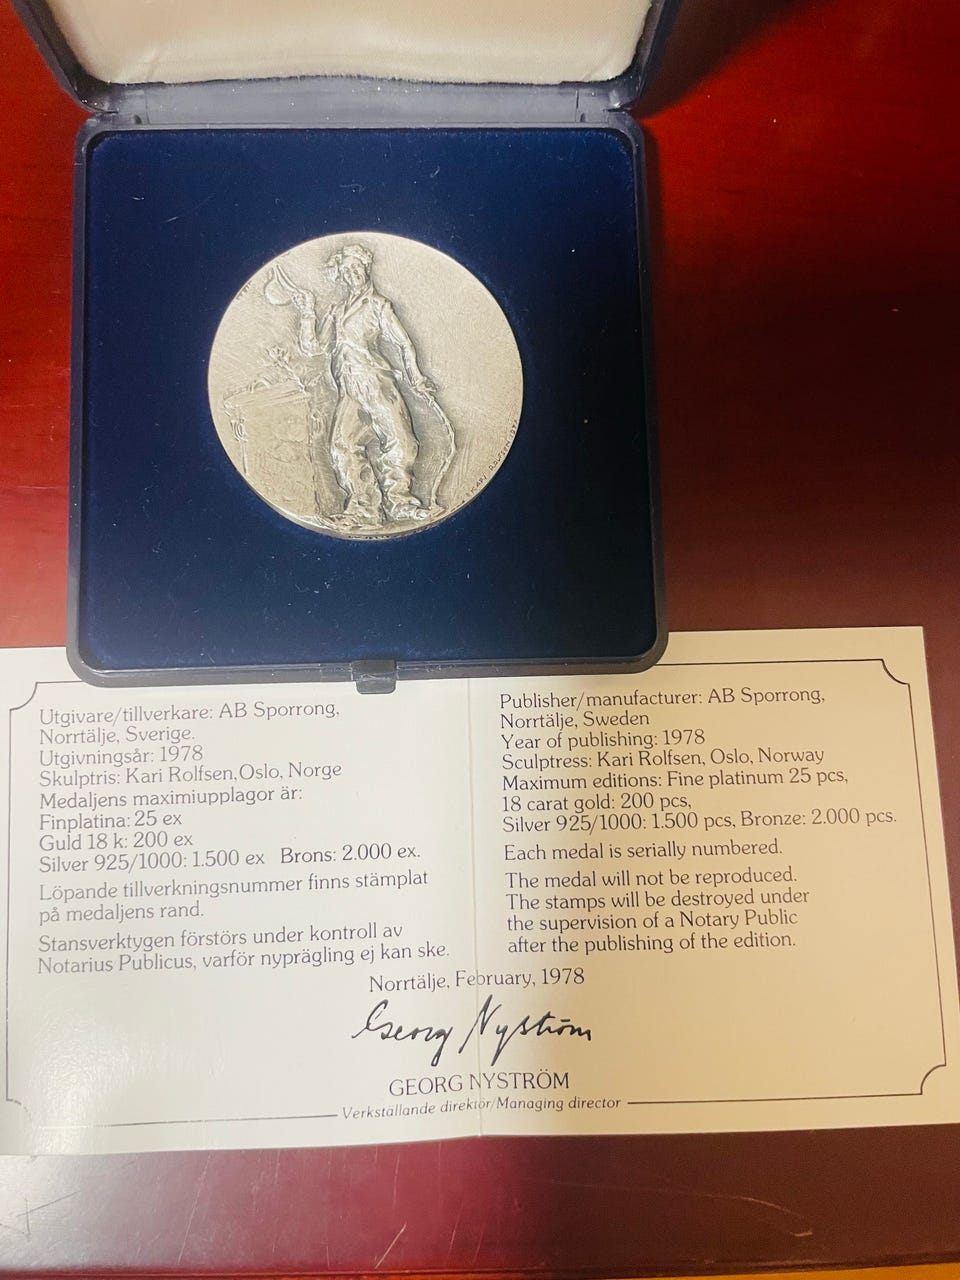 KARI ROLFSEN 1977
Utgivare/tillverkare: AB Sporrong,
Norrtälje, Sverige.
Utgivningsår: 1978
Skulptris: Kari Rolfsen,Oslo, Norge
Medaljens maximiupplagor är:
Finplatina: 25 ex
Guld 18 k: 200 ex
Silver 925/1000: 1.500 ex Brons: 2.000 ex.
Löpande tillverkningsnummer finns stämplat
på medaljens rand.
Stansverktygen förstörs under kontroll av
Notarius Publicus, varför nyprägling ej kan ske.
Publisher/manufacturer: AB Sporrong,
Norrtälje, Sweden
Year of publishing: 1978
Sculptress: Kari Rolfsen, Oslo, Norway
Maximum editions: Fine platinum 25 pcs,
18 carat gold: 200 pcs,
Silver 925/1000: 1.500 pcs, Bronze: 2.000 pcs.
Each medal is serially numbered.
The medal will not be reproduced.
The stamps will be destroyed under
the supervision of a Notary Public
after the publishing of the edition.
Norrtälje, February, 1978
Georg Nyström
GEORG NYSTRÖM
Verkställande direktör/Managing director